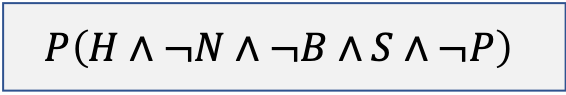 P(H ∧ ¬N ∧ ¬B ∧ S ∧ ¬P)